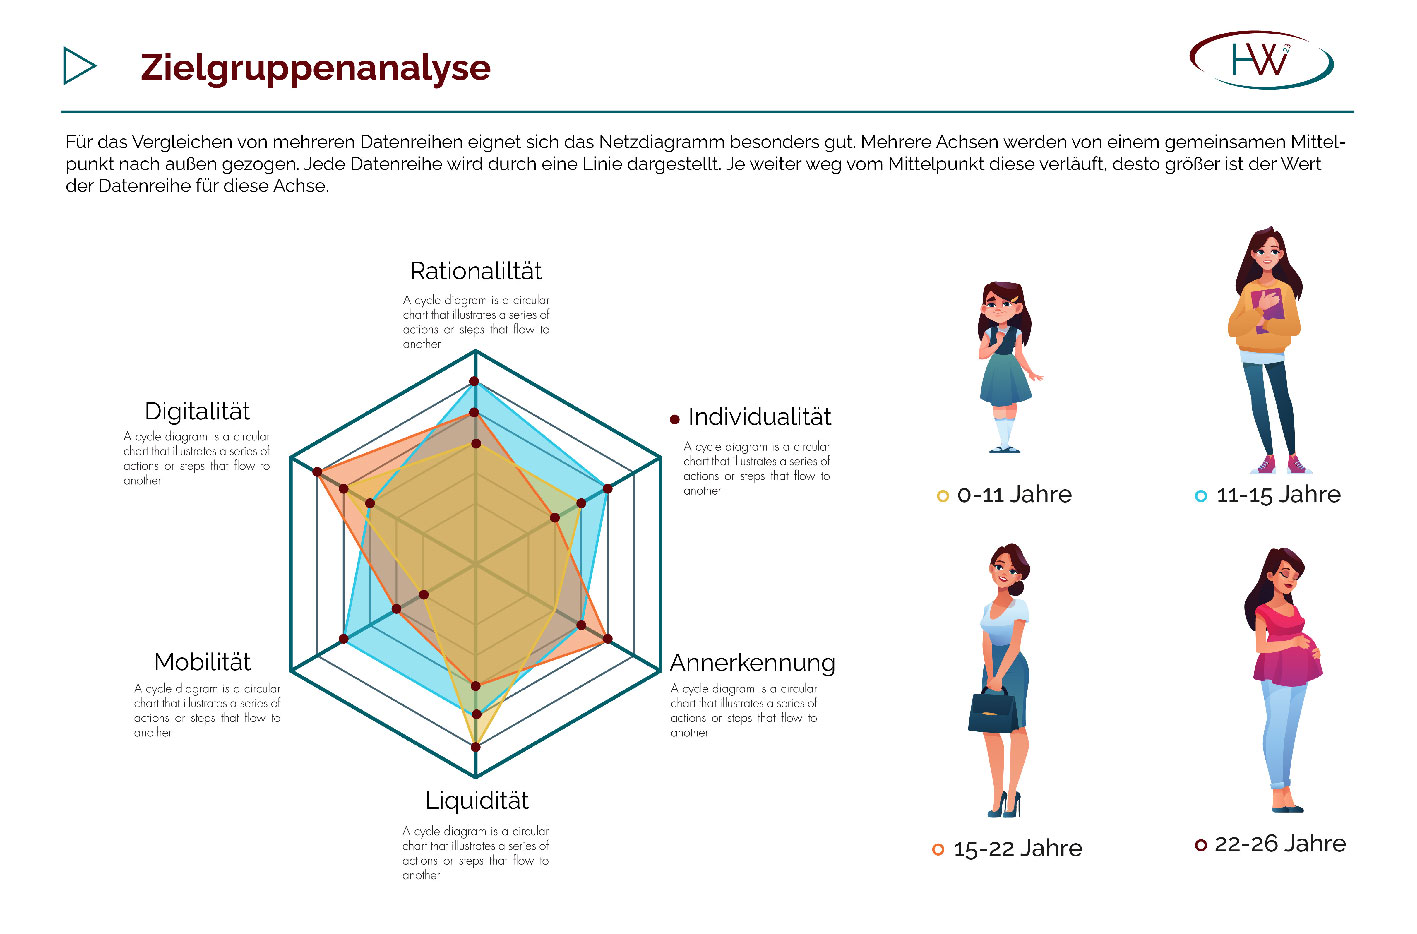 Zielgruppenanalyse
HW
23
Für das Vergleichen von mehreren Datenreihen eignet sich das Netzdiagramm besonders gut. Mehrere Achsen werden von einem gemeinsamen Mittel-
punkt nach außen gezogen. Jede Datenreihe wird durch eine Linie dargestellt. Je weiter weg vom Mittelpunkt diese verläuft, desto größer ist der Wert
der Datenreihe für diese Achse.
Rationaliltät
A cycle diagram is a circular
chart that illustrates a series of
actions or steps that flow to
another
Digitalität
A cycle diagram is a circular
chart that illustrates a series of
actions or steps that flow to
another
Individualität
A cycle diagram is a circular
chart that illustrates a series of
actions or steps that flow to
another
Mobilität
A cycle diagram is a circular
chart that illustrates a series of
actions or steps that flow to
another
Annerkennung
A cycle diagram is a circular
chart that illustrates a series of
actions or steps that flow to
another
Liquidität
A cycle diagram is a circular
chart that illustrates a series of
actions or steps that flow to
another
0-11 Jahre
11-15 Jahre
15-22 Jahre
22-26 Jahre